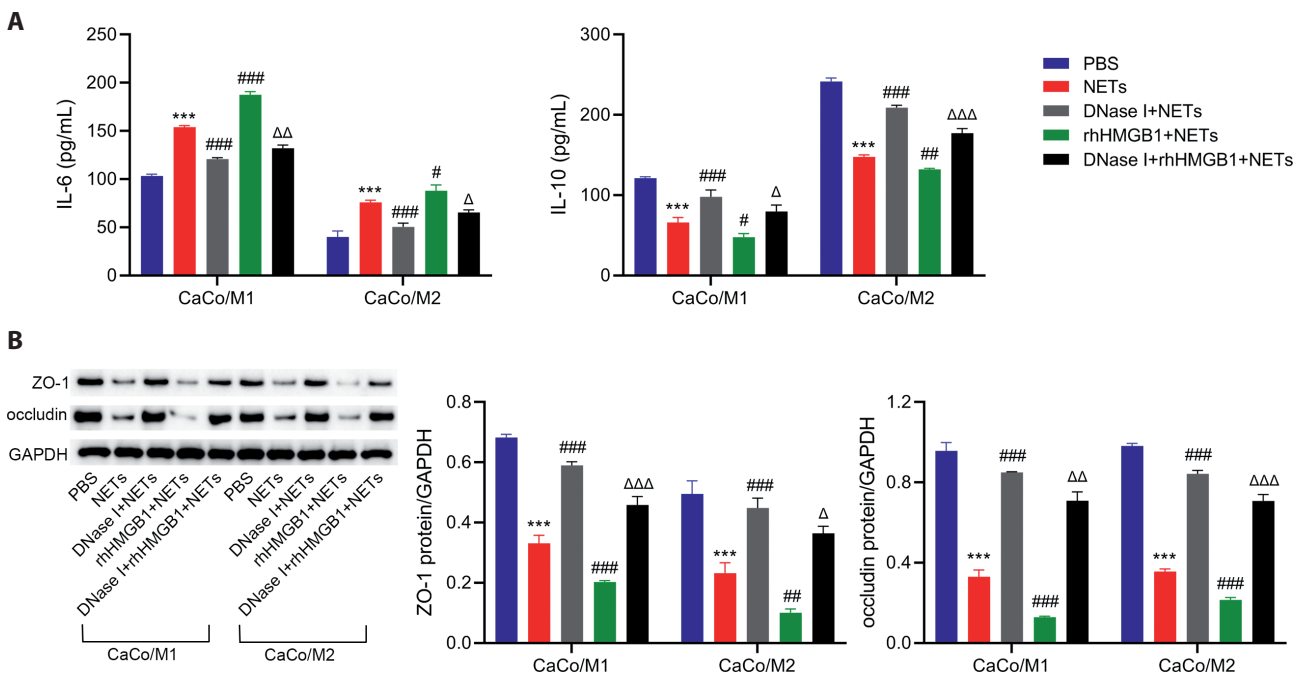 A
IL-6 (pg/mL)
250
200
150
100
50
0
***
###
###
ΔΔ
***
###
#
Δ
CaCo/M1
CaCo/M2
IL-10 (pg/mL)
300
200
100
0
***
###
#
Δ
***
###
##
ΔΔΔ
CaCo/M1
CaCo/M2
PBS
NETs
DNase I+NETs
rhHMGB1+NETs
DNase I+rhHMGB1+NETs
B
ZO-1
occludin
GAPDH
PBS
NETs
DNase I+NETs
rhHMGB1+NETs
DNase I+rhHMGB1+NETs
PBS
NETs
DNase I+NETs
rhHMGB1+NETs
DNase I+rhHMGB1+NETs
CaCo/M1
CaCo/M2
ZO-1 protein/GAPDH
0.8
0.6
0.4
0.2
0.0
***
###
###
ΔΔΔ
***
###
##
Δ
CaCo/M1
CaCo/M2
occludin protein/GAPDH
1.2
0.8
0.4
0.0
***
###
###
ΔΔ
***
###
###
ΔΔΔ
CaCo/M1
CaCo/M2